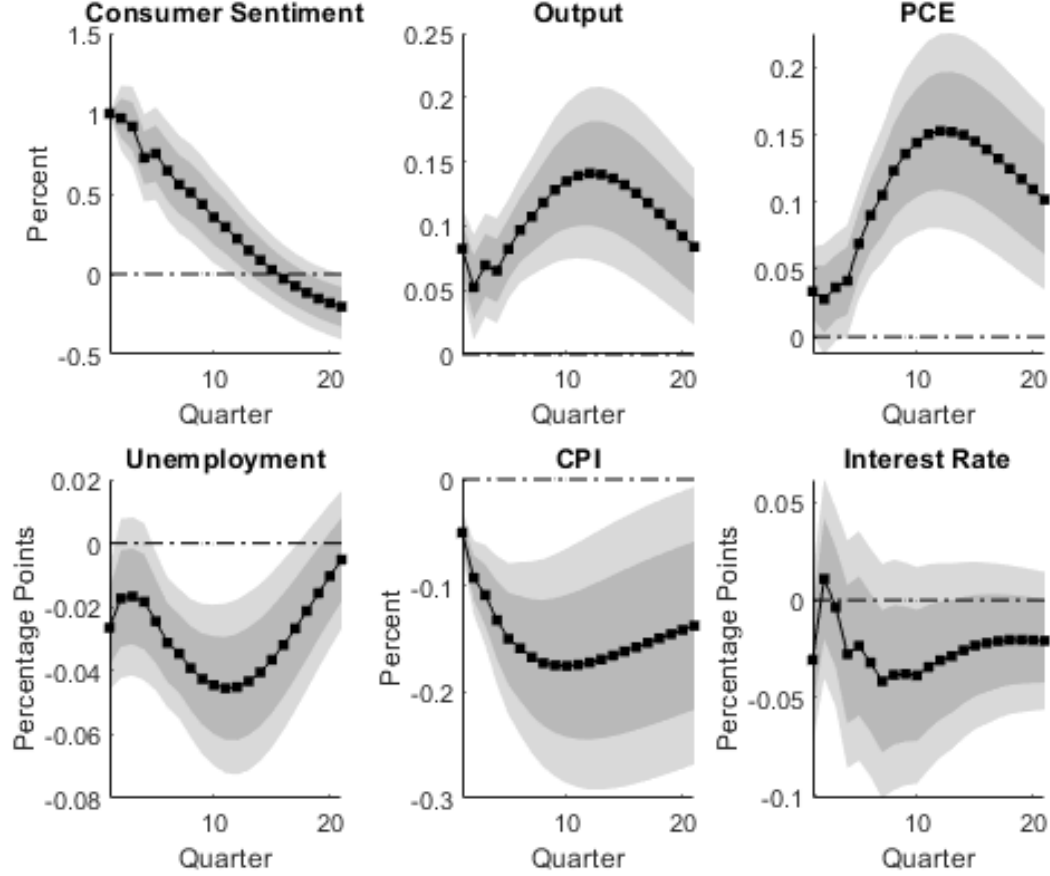 Consumer Sentiment
1.5
1
0.5
0
-0.5
Percent
10 20
Quarter
Output
0.25
0.2
0.15
0.1
0.05
0
10 20
Quarter
PCE
0.2
0.15
0.1
0.05
0
10 20
Quarter
Unemployment
0.02
0
-0.02
-0.04
-0.06
-0.08
Percentage Points
10 20
Quarter
CPI
0
-0.1
-0.2
-0.3
Percent
10 20
Quarter
Interest Rate
0.05
0
-0.05
-0.1
Percentage Points
10 20
Quarter